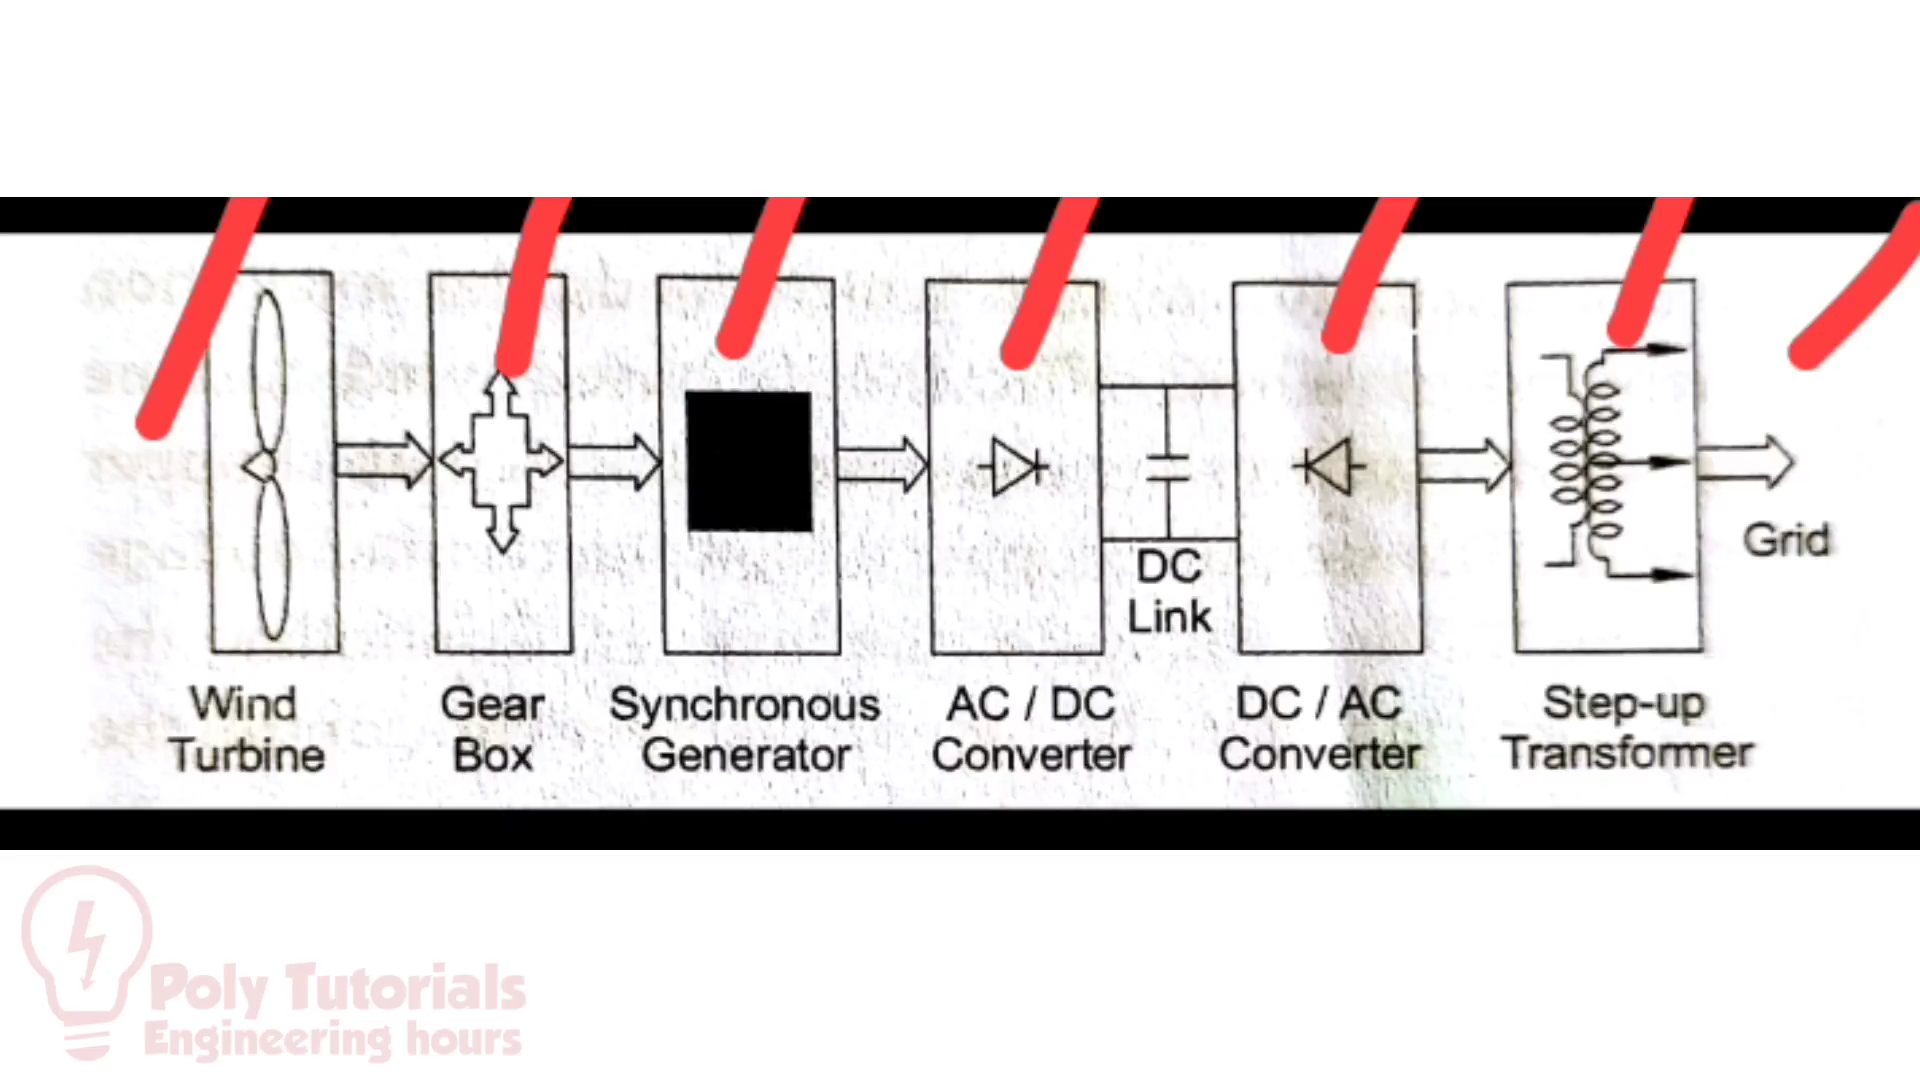 DC
Link
Grid
Wind
Turbine
Gear
Box
Synchronous
Generator
AC / DC
Converter
DC / AC
Converter
Step-up
Transformer
Poly Tutorials
Engineering hours